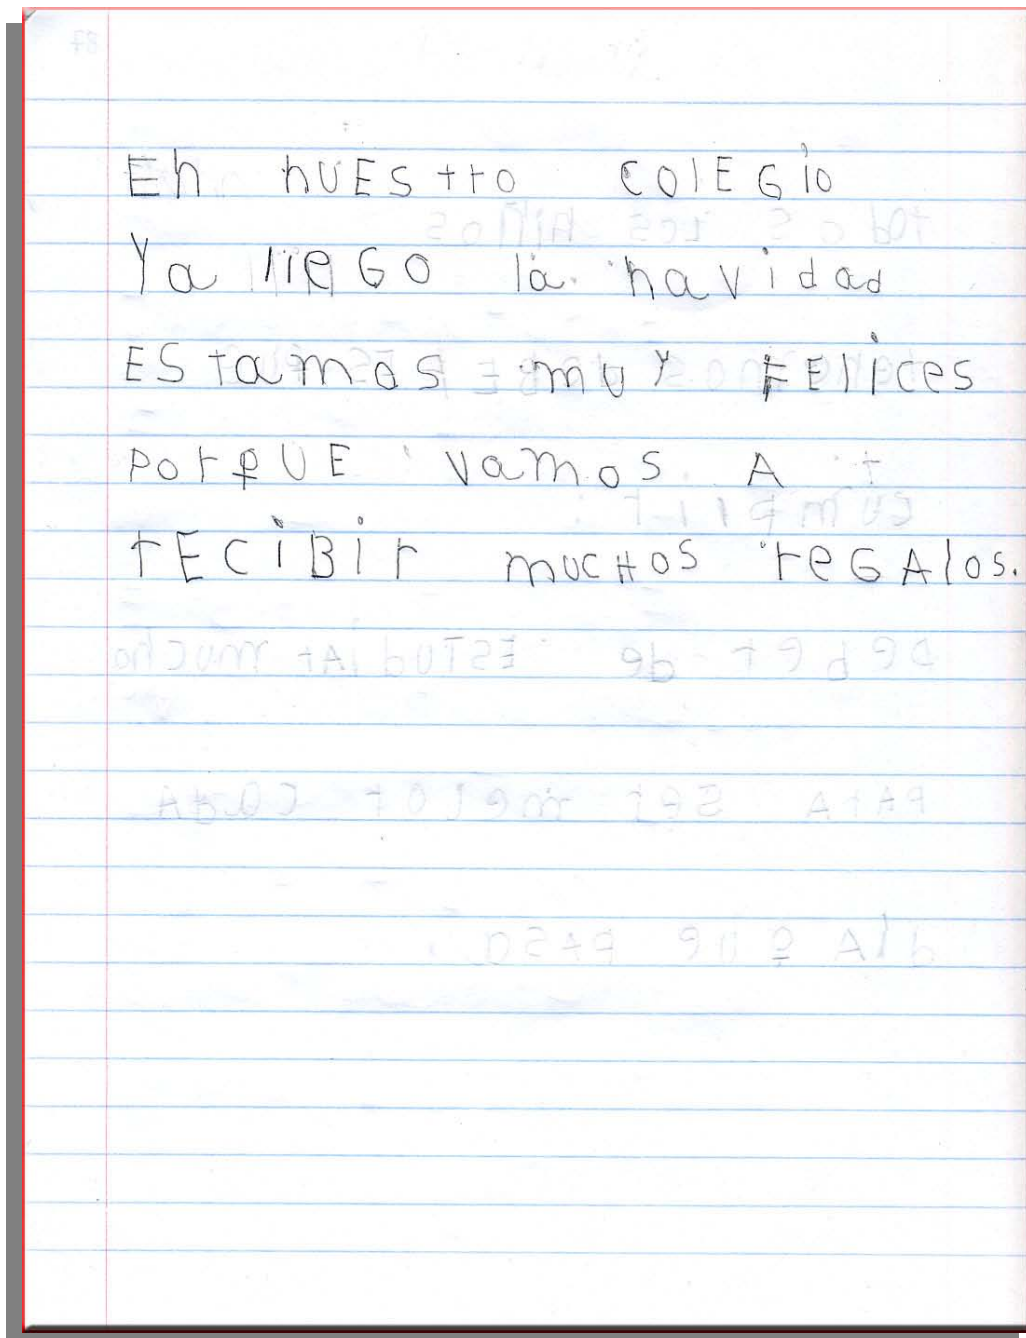 En nUEStro COlEGio
Ya lleGO la navidad
EStamos muy FElices
PorqUE vamos A
rECiBir mucHos reGAlos.